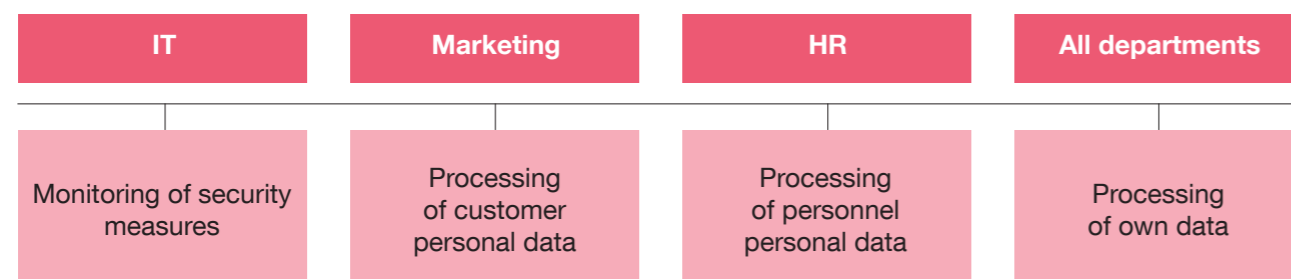 IT
Marketing
HR
All departments
Monitoring of security
measures
Processing
of customer
personal data
Processing
of personnel
personal data
Processing
of own data